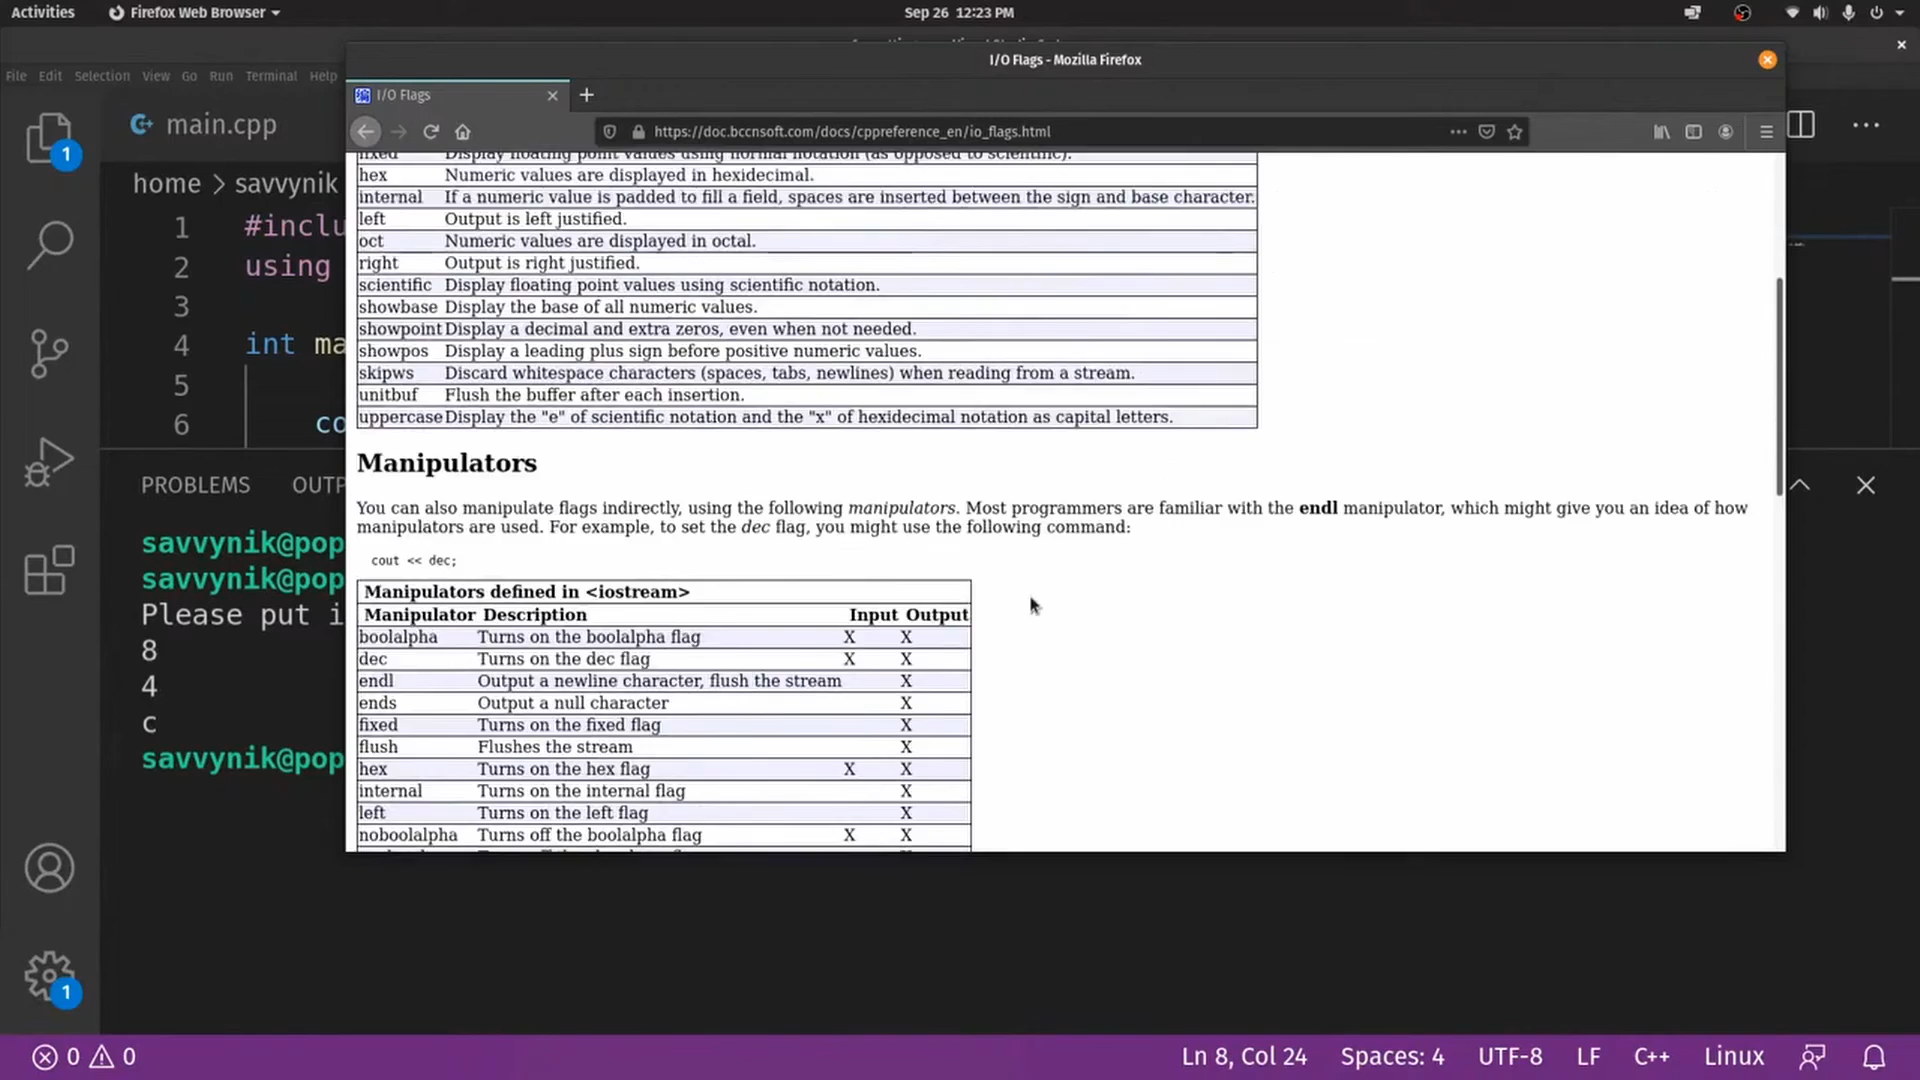 Activities Firefox Web Browser Sep 26 12:23 PM
I/O Flags - Mozilla Firefox
File Edit Selection View Go Run Terminal Help
I/O Flags
https://doc.bccnsoft.com/docs/cppreference_en/io_flags.html
main.cpp
home > savvynik
1 #inclu
2 using
3
4 int ma
5
6 co
fixed Display floating point values using normal notation (as opposed to scientific).
hex Numeric values are displayed in hexidecimal.
internal If a numeric value is padded to fill a field, spaces are inserted between the sign and base character.
left Output is left justified.
oct Numeric values are displayed in octal.
right Output is right justified.
scientific Display floating point values using scientific notation.
showbase Display the base of all numeric values.
showpoint Display a decimal and extra zeros, even when not needed.
showpos Display a leading plus sign before positive numeric values.
skipws Discard whitespace characters (spaces, tabs, newlines) when reading from a stream.
unitbuf Flush the buffer after each insertion.
uppercase Display the "e" of scientific notation and the "x" of hexidecimal notation as capital letters.
Manipulators
You can also manipulate flags indirectly, using the following manipulators. Most programmers are familiar with the endl manipulator, which might give you an idea of how
manipulators are used. For example, to set the dec flag, you might use the following command:
cout << dec;
Manipulators defined in <iostream>
Manipulator Description Input Output
boolalpha Turns on the boolalpha flag X X
dec Turns on the dec flag X X
endl Output a newline character, flush the stream X
ends Output a null character X
fixed Turns on the fixed flag X
flush Flushes the stream X
hex Turns on the hex flag X X
internal Turns on the internal flag X
left Turns on the left flag X
noboolalpha Turns off the boolalpha flag X X
PROBLEMS OUTP
savvynik@pop
savvynik@pop
Please put i
8
4
c
savvynik@pop
1
1
0 0 Ln 8, Col 24 Spaces: 4 UTF-8 LF C++ Linux